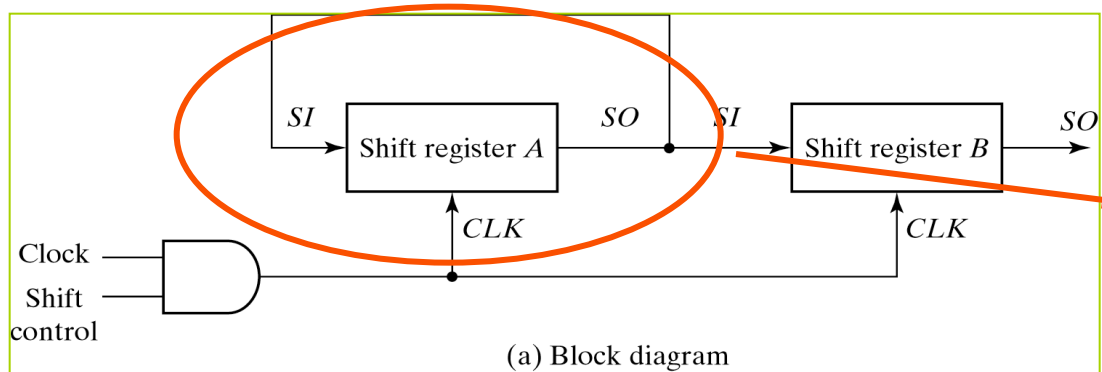 SI
Shift register A
SO
SI
Shift register B
SO
CLK
CLK
Clock
Shift
control
(a) Block diagram